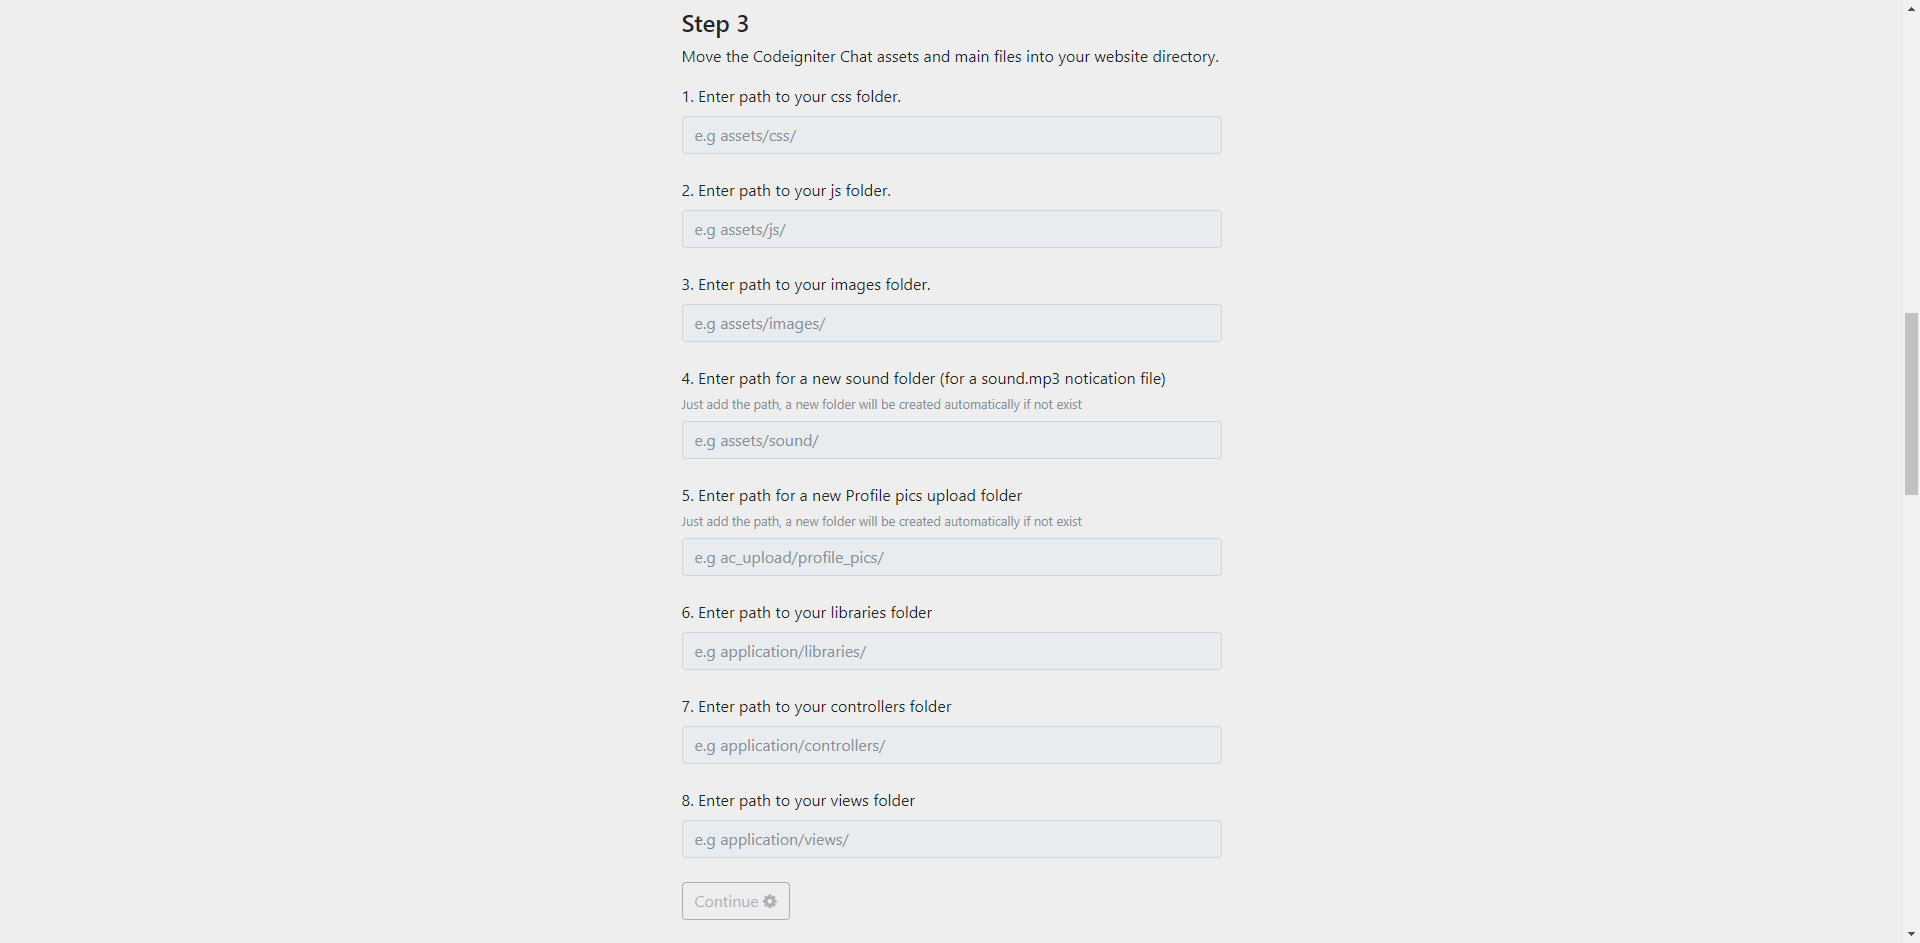 Step 3
Move the Codeigniter Chat assets and main files into your website directory.
1. Enter path to your css folder.
e.g assets/css/
2. Enter path to your js folder.
e.g assets/js/
3. Enter path to your images folder.
e.g assets/images/
4. Enter path for a new sound folder (for a sound.mp3 notication file)
Just add the path, a new folder will be created automatically if not exist
e.g assets/sound/
5. Enter path for a new Profile pics upload folder
Just add the path, a new folder will be created automatically if not exist
e.g ac_upload/profile_pics/
6. Enter path to your libraries folder
e.g application/libraries/
7. Enter path to your controllers folder
e.g application/controllers/
8. Enter path to your views folder
e.g application/views/
Continue